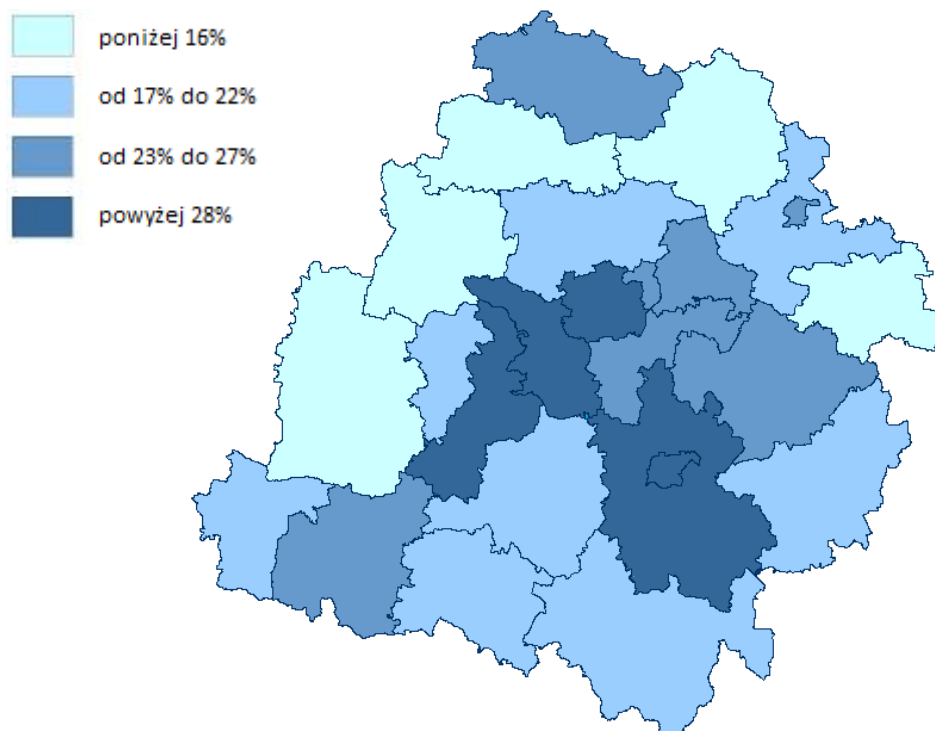 poniżej 16%
od 17% do 22%
od 23% do 27%
powyżej 28%